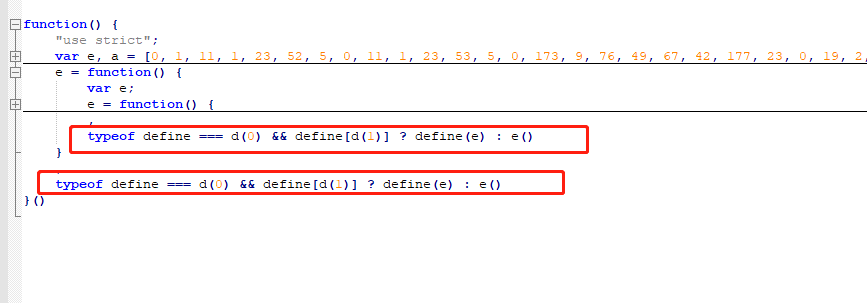 function() {
"use strict";
var e, a = [0, 1, 11, 1, 23, 52, 5, 0, 11, 1, 23, 53, 5, 0, 173, 9, 76, 49, 67, 42, 177, 23, 0, 19, 2,
e = function() {
var e;
e = function() {
,
typeof define === d(0) && define[d(1)] ? define(e) : e()
}
,
typeof define === d(0) && define[d(1)] ? define(e) : e()
}()